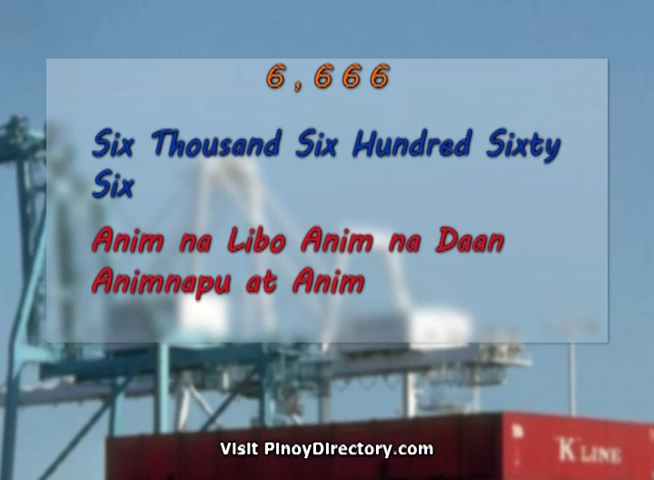 6,666
Six Thousand Six Hundred Sixty
Six
Anim na Libo Anim na Daan
Animnapu at Anim
K LINE
Visit PinoyDirectory.com